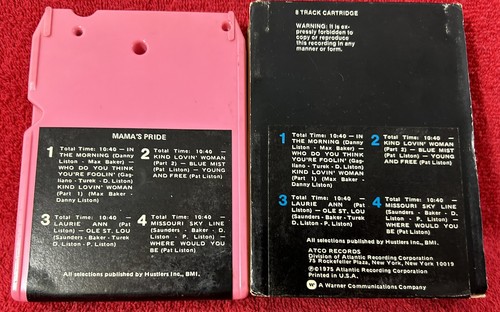 MAMA'S PRIDE
1 Total Time: 10:40 — IN
THE MORNING (Danny
Liston - Max Baker) —
WHO DO YOU THINK
YOU'RE FOOLIN' (Gag-
liano - Turek - D. Liston)
KIND LOVIN' WOMAN
(Part 1) (Max Baker -
Danny Liston)
2 Total Time: 10:40 —
KIND LOVIN' WOMAN
(Part 2) — BLUE MIST
(Pat Liston) — YOUNG
AND FREE (Pat Liston)
3 Total Time: 10:40 —
LAURIE ANN (Pat
Liston) — OLE ST. LOU
(Saunders - Baker - Turek
D. Liston - P. Liston)
4 Total Time: 10:40 —
MISSOURI SKY LINE
(Saunders - Baker - D.
Liston - P. Liston) —
WHERE WOULD YOU
BE (Pat Liston)
All selections published by Hustlers Inc., BMI.
8 TRACK CARTRIDGE
WARNING: It is ex-
pressly forbidden to
copy or reproduce
this recording in any
manner or form.
1 Total Time: 10:40 — IN
THE MORNING (Danny
Liston - Max Baker) —
WHO DO YOU THINK
YOU'RE FOOLIN' (Gag-
liano - Turek - D. Liston)
KIND LOVIN' WOMAN
(Part 1) (Max Baker -
Danny Liston)
2 Total Time: 10:40 —
KIND LOVIN' WOMAN
(Part 2) — BLUE MIST
(Pat Liston) — YOUNG
AND FREE (Pat Liston)
3 Total Time: 10:40 —
LAURIE ANN (Pat
Liston) — OLE ST. LOU
(Saunders - Baker - Turek
D. Liston - P. Liston)
4 Total Time: 10:40 —
MISSOURI SKY LINE
(Saunders - Baker - D.
Liston - P. Liston) —
WHERE WOULD YOU
BE (Pat Liston)
All selections published by Hustlers Inc., BMI.
ATCO RECORDS
Division of Atlantic Recording Corporation
75 Rockefeller Plaza, New York, New York 10019
©1975 Atlantic Recording Corporation
Printed in U.S.A.
A Warner Communications Company